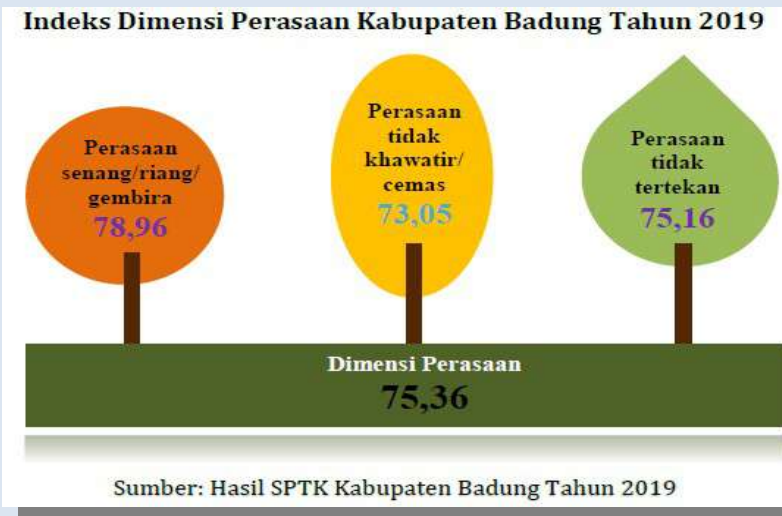 Indeks Dimensi Perasaan Kabupaten Badung Tahun 2019
Perasaan
senang/riang/
gembira
78,96
Perasaan
tidak
khawatir/
cemas
73,05
Perasaan
tidak
tertekan
75,16
Dimensi Perasaan
75,36
Sumber: Hasil SPTK Kabupaten Badung Tahun 2019